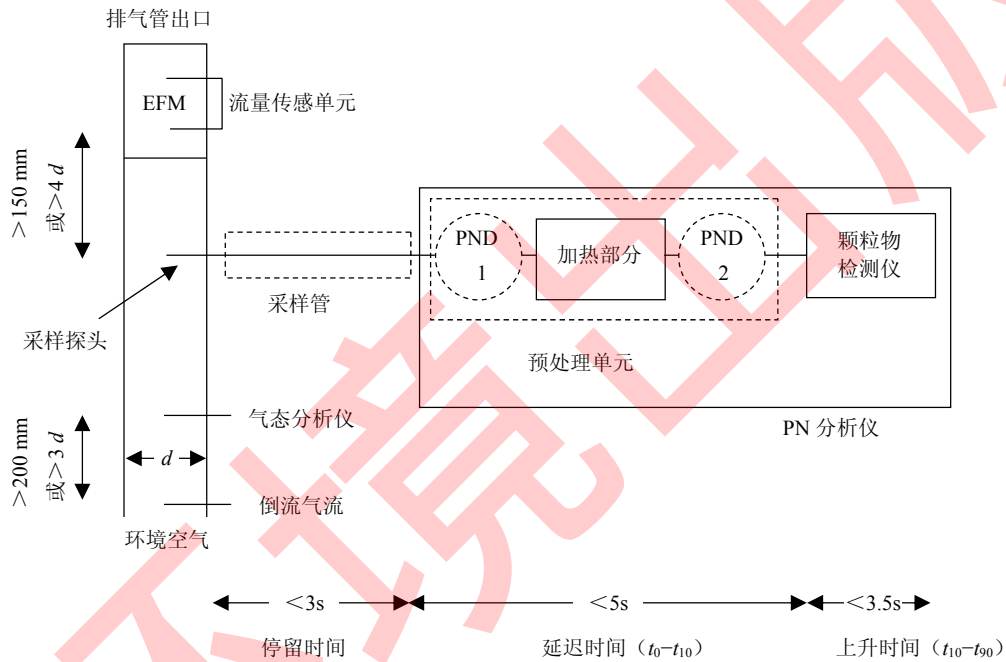 排气管出口
EFM
流量传感单元
>150 mm
或>4 d
PND
1
加热部分
PND
2
颗粒物
检测仪
采样管
采样探头
预处理单元
PN 分析仪
气态分析仪
>200 mm
或>3 d
d
倒流气流
环境空气
<3s
<5s
<3.5s
停留时间
延迟时间（t0–t10）
上升时间（t10–t90）
环境出版